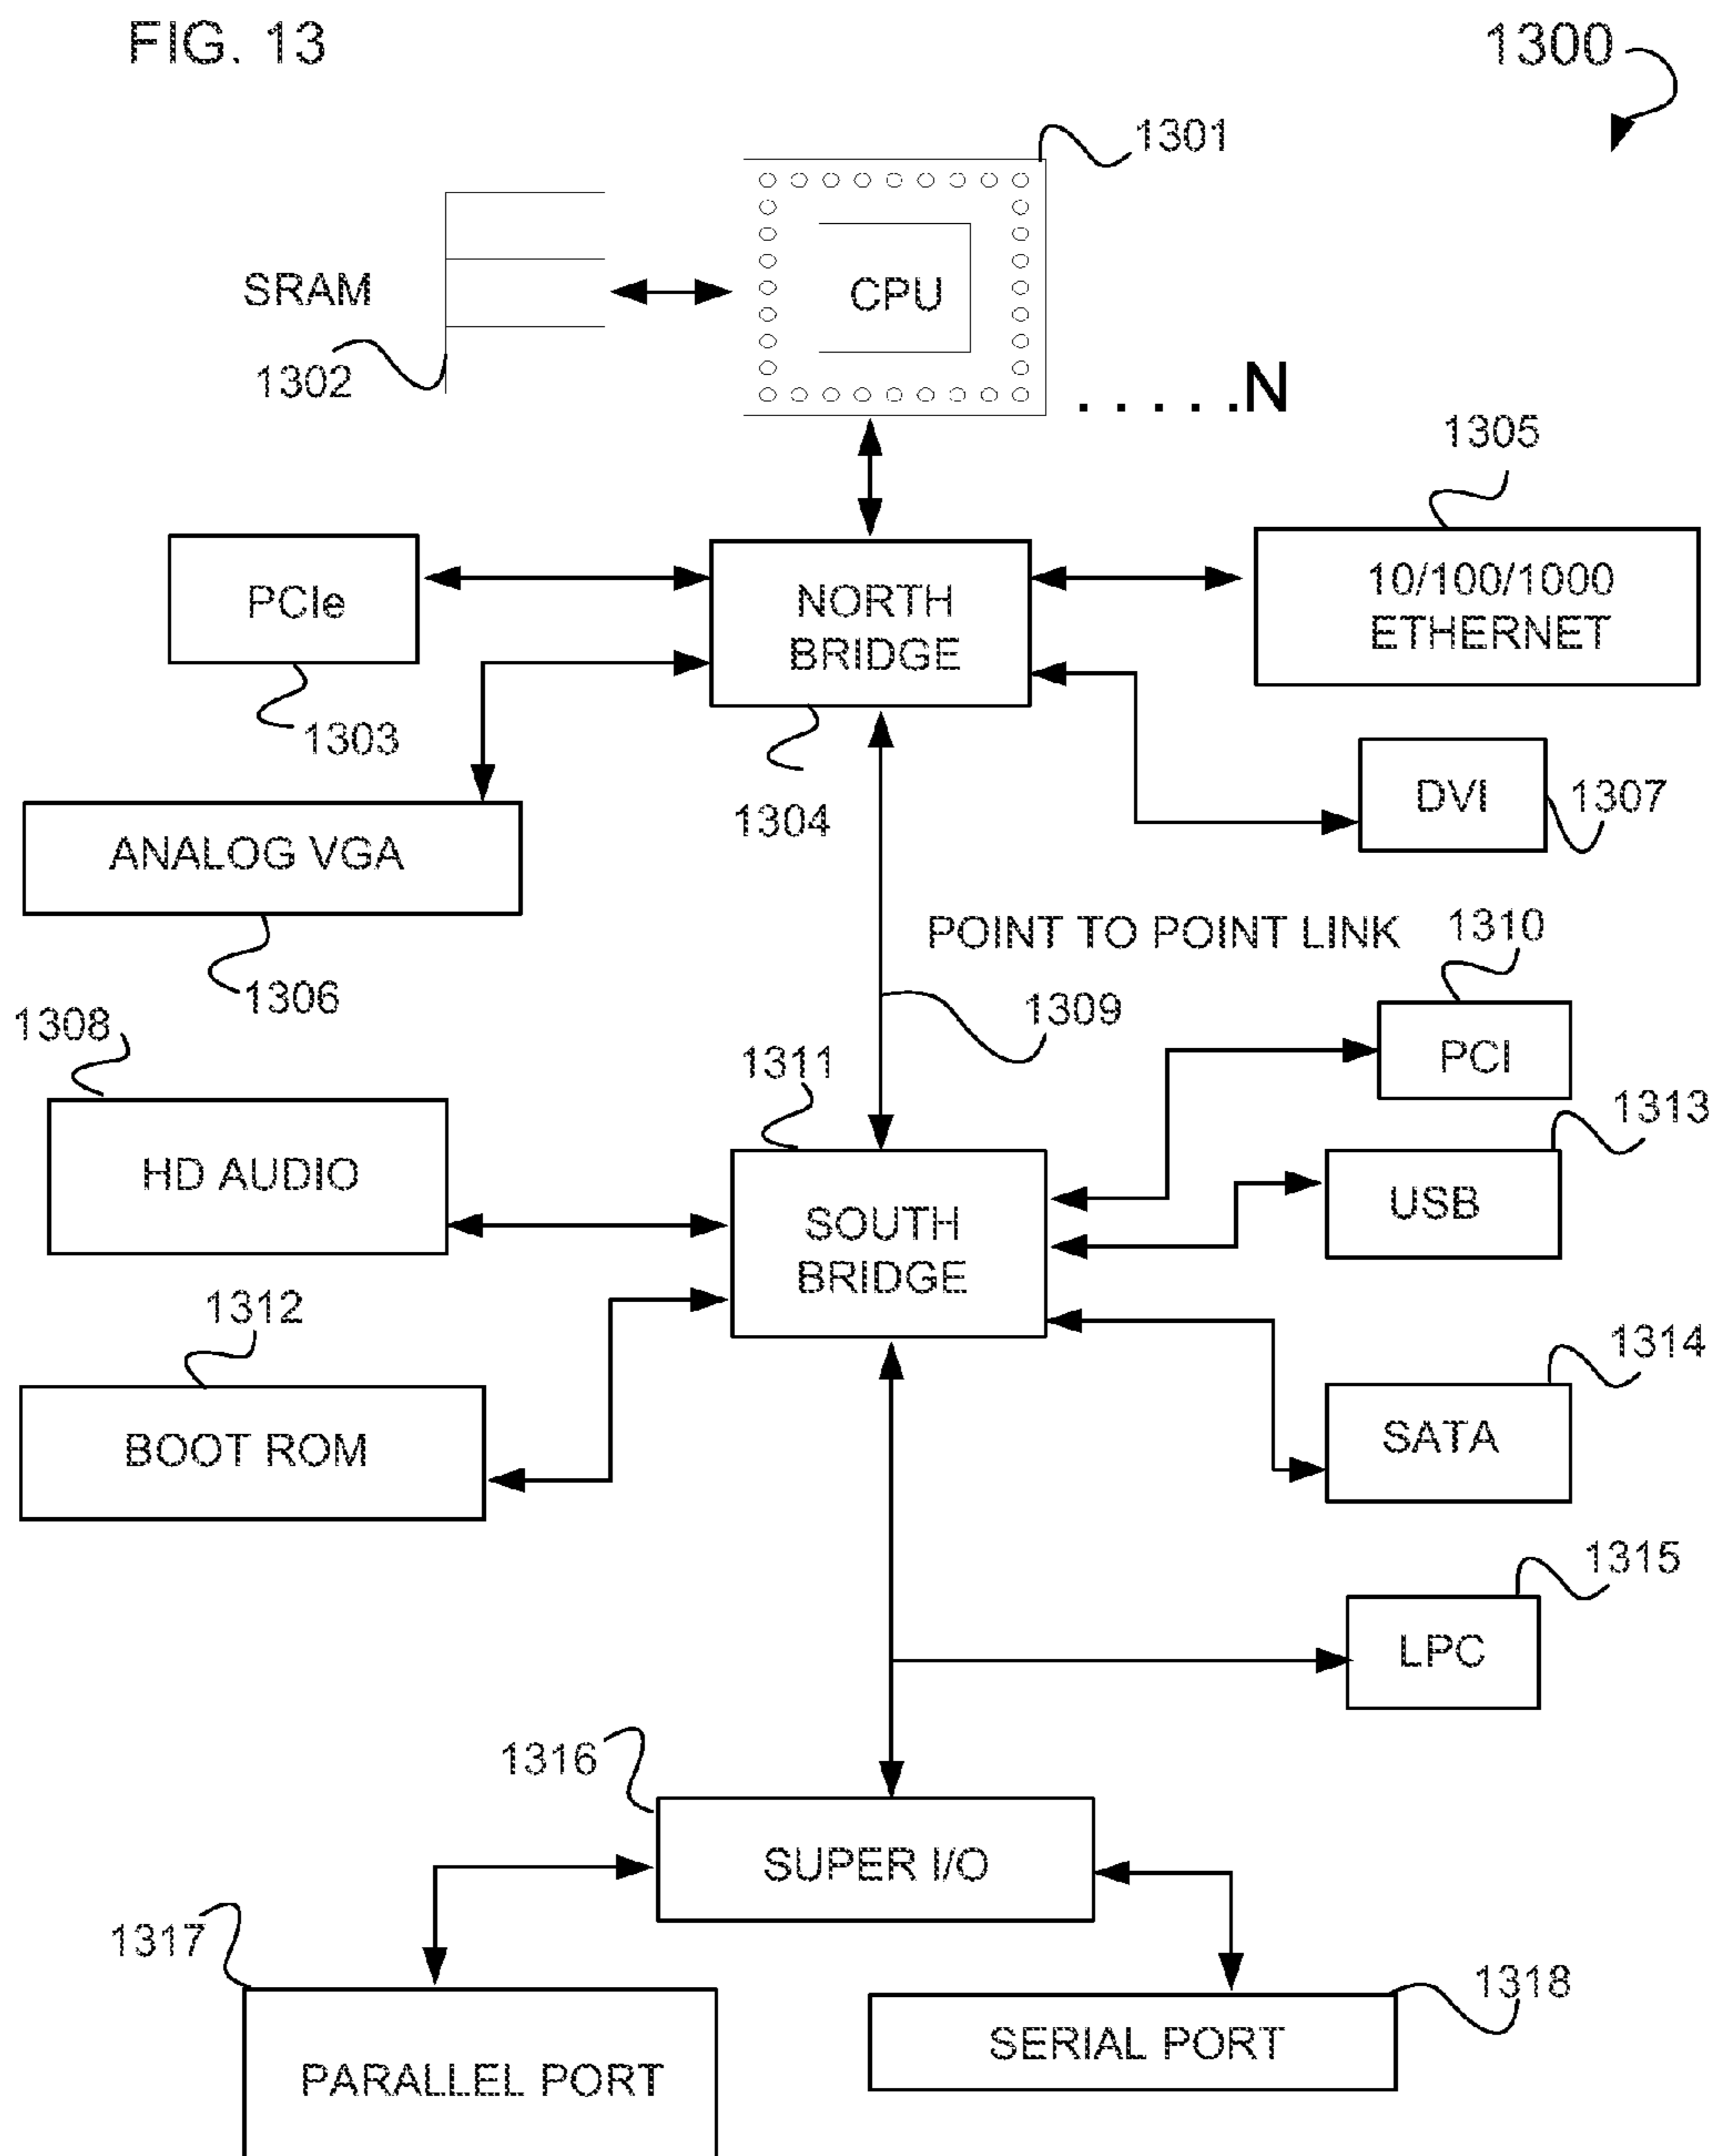 FIG. 13
1300
1301
SRAM
CPU
1302
. . . . .N
1305
PCIe
NORTH
BRIDGE
10/100/1000
ETHERNET
1303
1304
DVI
1307
ANALOG VGA
1306
POINT TO POINT LINK
1310
1308
1309
1311
PCI
1313
HD AUDIO
SOUTH
BRIDGE
USB
1312
1314
BOOT ROM
SATA
1315
LPC
1316
SUPER I/O
1317
1318
SERIAL PORT
PARALLEL PORT